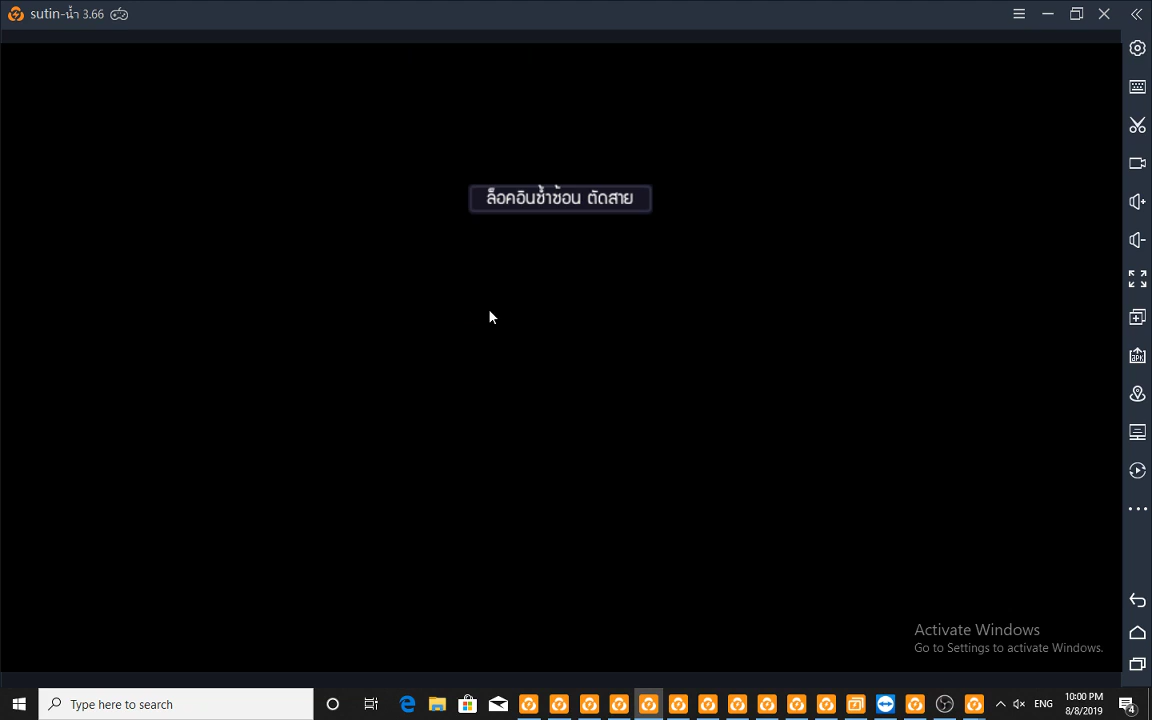 sutin-น้ำ 3.66
ล็อคอินซ้ำซ้อน ตัดสาย
APK
Activate Windows
Go to Settings to activate Windows.
Type here to search
ENG
10:00 PM
8/8/2019
4